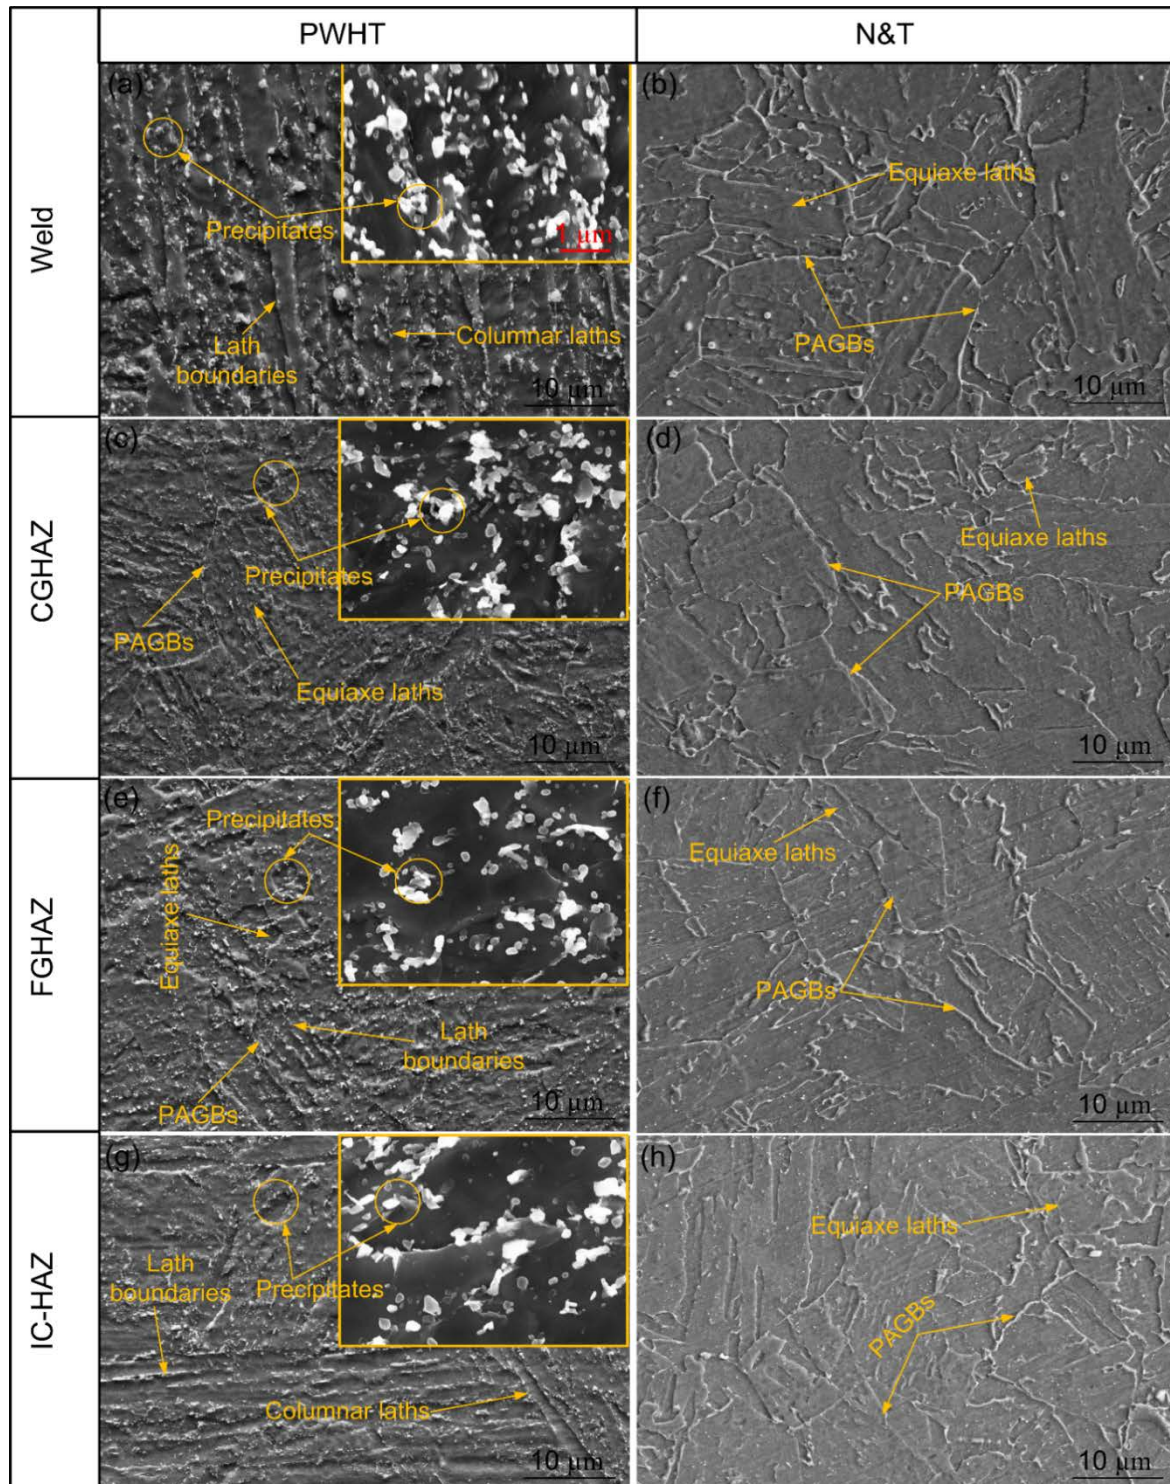 PWHT
N&T
Weld
(a)
Precipitates
1 µm
Lath
boundaries
Columnar laths
10 µm
(b)
Equiaxe laths
PAGBs
10 µm
CGHAZ
(c)
Precipitates
PAGBs
Equiaxe laths
10 µm
(d)
Equiaxe laths
PAGBs
10 µm
FGHAZ
(e)
Precipitates
Equiaxe laths
Lath
boundaries
PAGBs
10 µm
(f)
Equiaxe laths
PAGBs
10 µm
IC-HAZ
(g)
Lath
boundaries
Precipitates
Columnar laths
10 µm
(h)
Equiaxe laths
PAGBs
10 µm